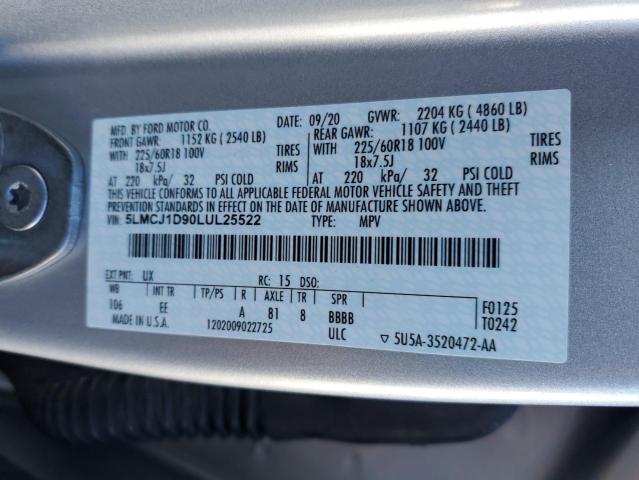 MFD. BY FORD MOTOR CO. DATE: 09/20 GVWR: 2204 KG ( 4860 LB)
FRONT GAWR: 1152 KG ( 2540 LB) REAR GAWR: 1107 KG ( 2440 LB)
WITH 225/60R18 100V TIRES WITH 225/60R18 100V TIRES
18x7.5J RIMS 18x7.5J RIMS
AT 220 kPa/ 32 PSI COLD AT 220 kPa/ 32 PSI COLD
THIS VEHICLE CONFORMS TO ALL APPLICABLE FEDERAL MOTOR VEHICLE SAFETY AND THEFT
PREVENTION STANDARDS IN EFFECT ON THE DATE OF MANUFACTURE SHOWN ABOVE.
VIN: 5LMCJ1D90LUL25522 TYPE: MPV
EXT PNT: UX RC: 15 DSO:
WB INT TR TP/PS R AXLE TR SPR F0125
106 EE A 81 8 BBBB T0242
MADE IN U.S.A. 1202009022725 ULC ▽ 5U5A-3520472-AA